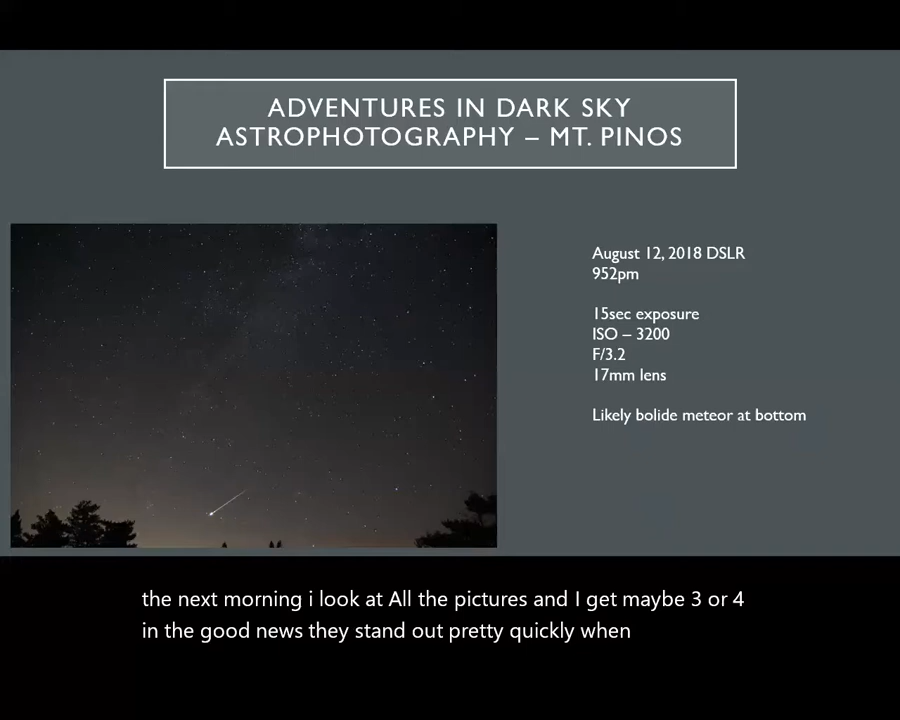 ADVENTURES IN DARK SKY
ASTROPHOTOGRAPHY – MT. PINOS
August 12, 2018 DSLR
952pm
15sec exposure
ISO – 3200
F/3.2
17mm lens
Likely bolide meteor at bottom
the next morning i look at All the pictures and I get maybe 3 or 4
in the good news they stand out pretty quickly when